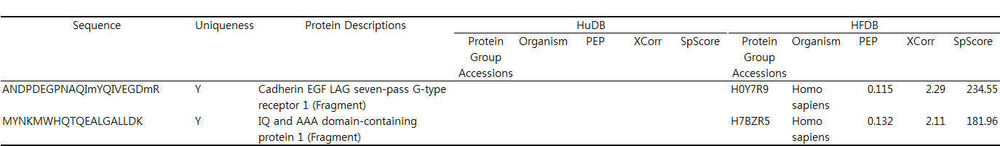 Sequence Uniqueness Protein Descriptions HuDB HFDB
Protein Organism PEP XCorr SpScore Protein Organism PEP XCorr SpScore
Group Group
Accessions Accessions
ANDPDEGPNAQImYQIVEGDmR Y Cadherin EGF LAG seven-pass G-type H0Y7R9 Homo 0.115 2.29 234.55
receptor 1 (Fragment) sapiens
MYNKMWHQTQEALGALLDK Y IQ and AAA domain-containing H7BZR5 Homo 0.132 2.11 181.96
protein 1 (Fragment) sapiens